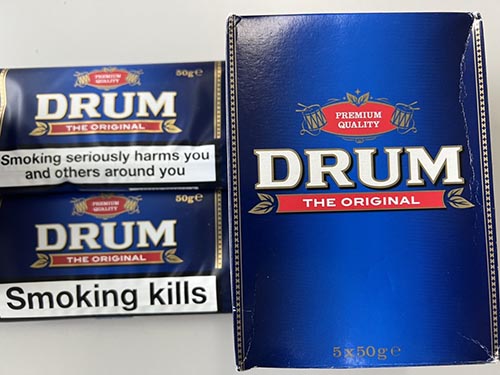 PREMIUM
QUALITY
50g℮
DRUM
THE ORIGINAL
Smoking seriously harms you
and others around you
PREMIUM
QUALITY
50g℮
DRUM
THE ORIGINAL
Smoking kills
PREMIUM
QUALITY
DRUM
THE ORIGINAL
5x50g℮